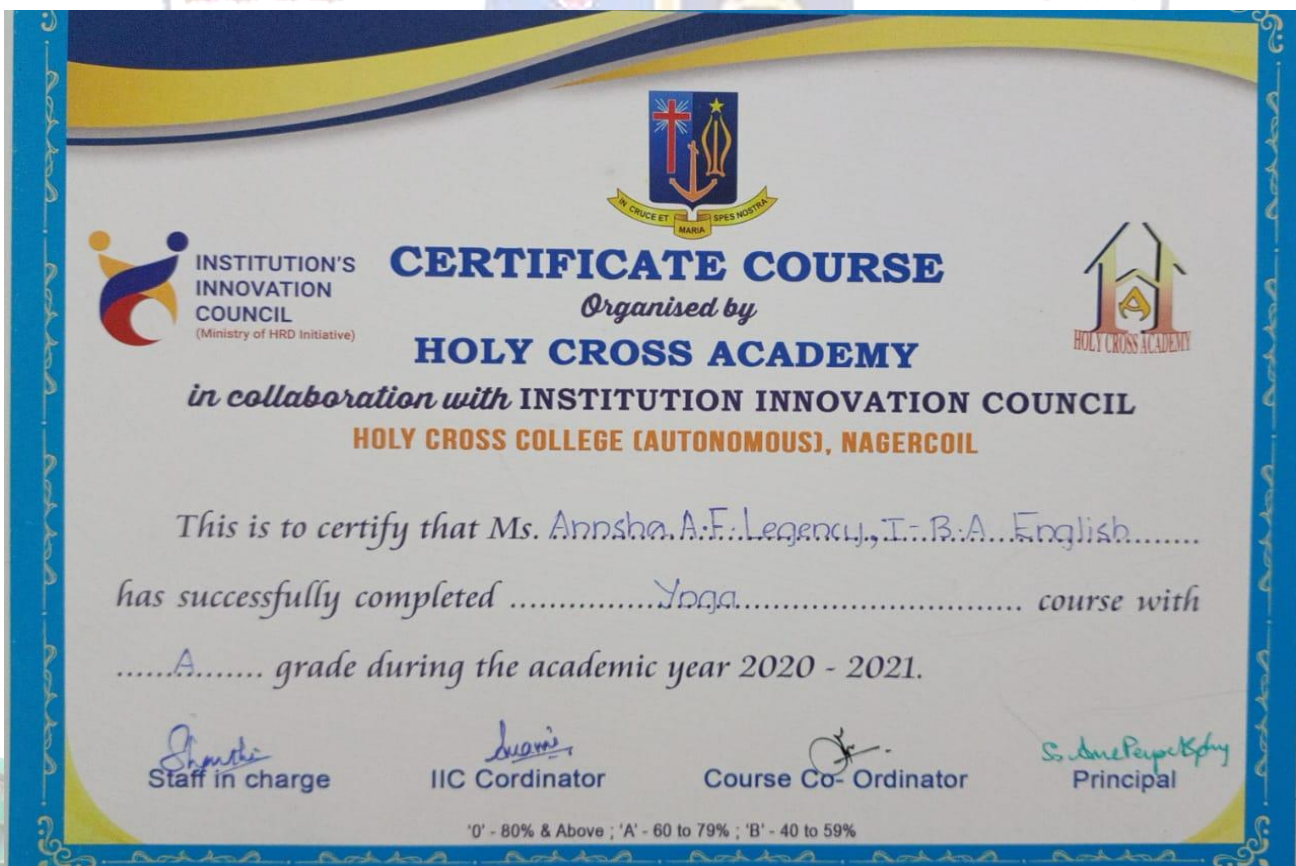 IN CRUCE ET MARIA SPES NOSTRA
INSTITUTION'S
INNOVATION
COUNCIL
(Ministry of HRD Initiative)
CERTIFICATE COURSE
Organised by
HOLY CROSS ACADEMY
HOLY CROSS ACADEMY
in collaboration with INSTITUTION INNOVATION COUNCIL
HOLY CROSS COLLEGE (AUTONOMOUS), NAGERCOIL
This is to certify that Ms. Annsha.A.F.Legency., I-B.A...English.......
has successfully completed ..............Yoga............................ course with
......A....... grade during the academic year 2020 - 2021.
Shanthi
Staff in charge
IIC Cordinator
Course Co- Ordinator
Principal
'0' - 80% & Above ; 'A' - 60 to 79% ; 'B' - 40 to 59%